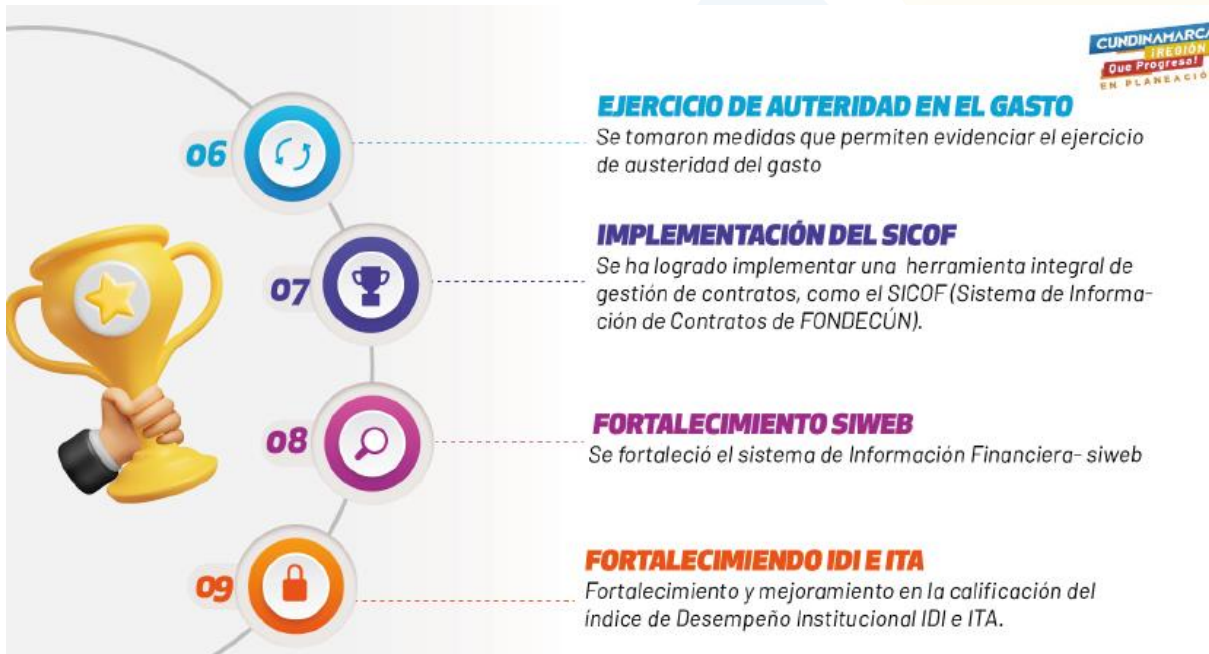 CUNDINAMARCA
¡REGIÓN
Que Progresa!
EN PLANEACIÓ
06
EJERCICIO DE AUTERIDAD EN EL GASTO
Se tomaron medidas que permiten evidenciar el ejercicio
de austeridad del gasto
07
IMPLEMENTACIÓN DEL SICOF
Se ha logrado implementar una herramienta integral de
gestión de contratos, como el SICOF (Sistema de Informa-
ción de Contratos de FONDECÚN).
08
FORTALECIMIENTO SIWEB
Se fortaleció el sistema de Información Financiera- siweb
09
FORTALECIMIENDO IDI E ITA
Fortalecimiento y mejoramiento en la calificación del
índice de Desempeño Institucional IDI e ITA.